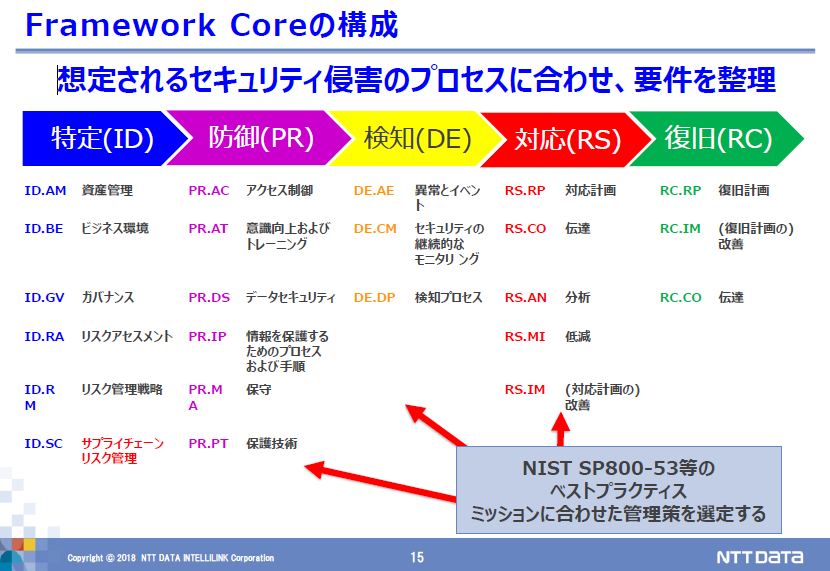 Framework Coreの構成
想定されるセキュリティ侵害のプロセスに合わせ、要件を整理
特定(ID)
防御(PR)
検知(DE)
対応(RS)
復旧(RC)
ID.AM 資産管理
ID.BE ビジネス環境
ID.GV ガバナンス
ID.RA リスクアセスメント
ID.R リスク管理戦略
M
ID.SC サプライチェーン
リスク管理
PR.AC アクセス制御
PR.AT 意識向上および
トレーニング
PR.DS データセキュリティ
PR.IP 情報を保護する
ためのプロセス
および手順
PR.M 保守
A
PR.PT 保護技術
DE.AE 異常とイベン
ト
DE.CM セキュリティの
継続的な
モニタリ ング
DE.DP 検知プロセス
RS.RP 対応計画
RS.CO 伝達
RS.AN 分析
RS.MI 低減
RS.IM (対応計画の)
改善
RC.RP 復旧計画
RC.IM (復旧計画の)
改善
RC.CO 伝達
NIST SP800-53等の
ベストプラクティス
ミッションに合わせた管理策を選定する
Copyright © 2018 NTT DATA INTELLILINK Corporation
15
NTT DATA